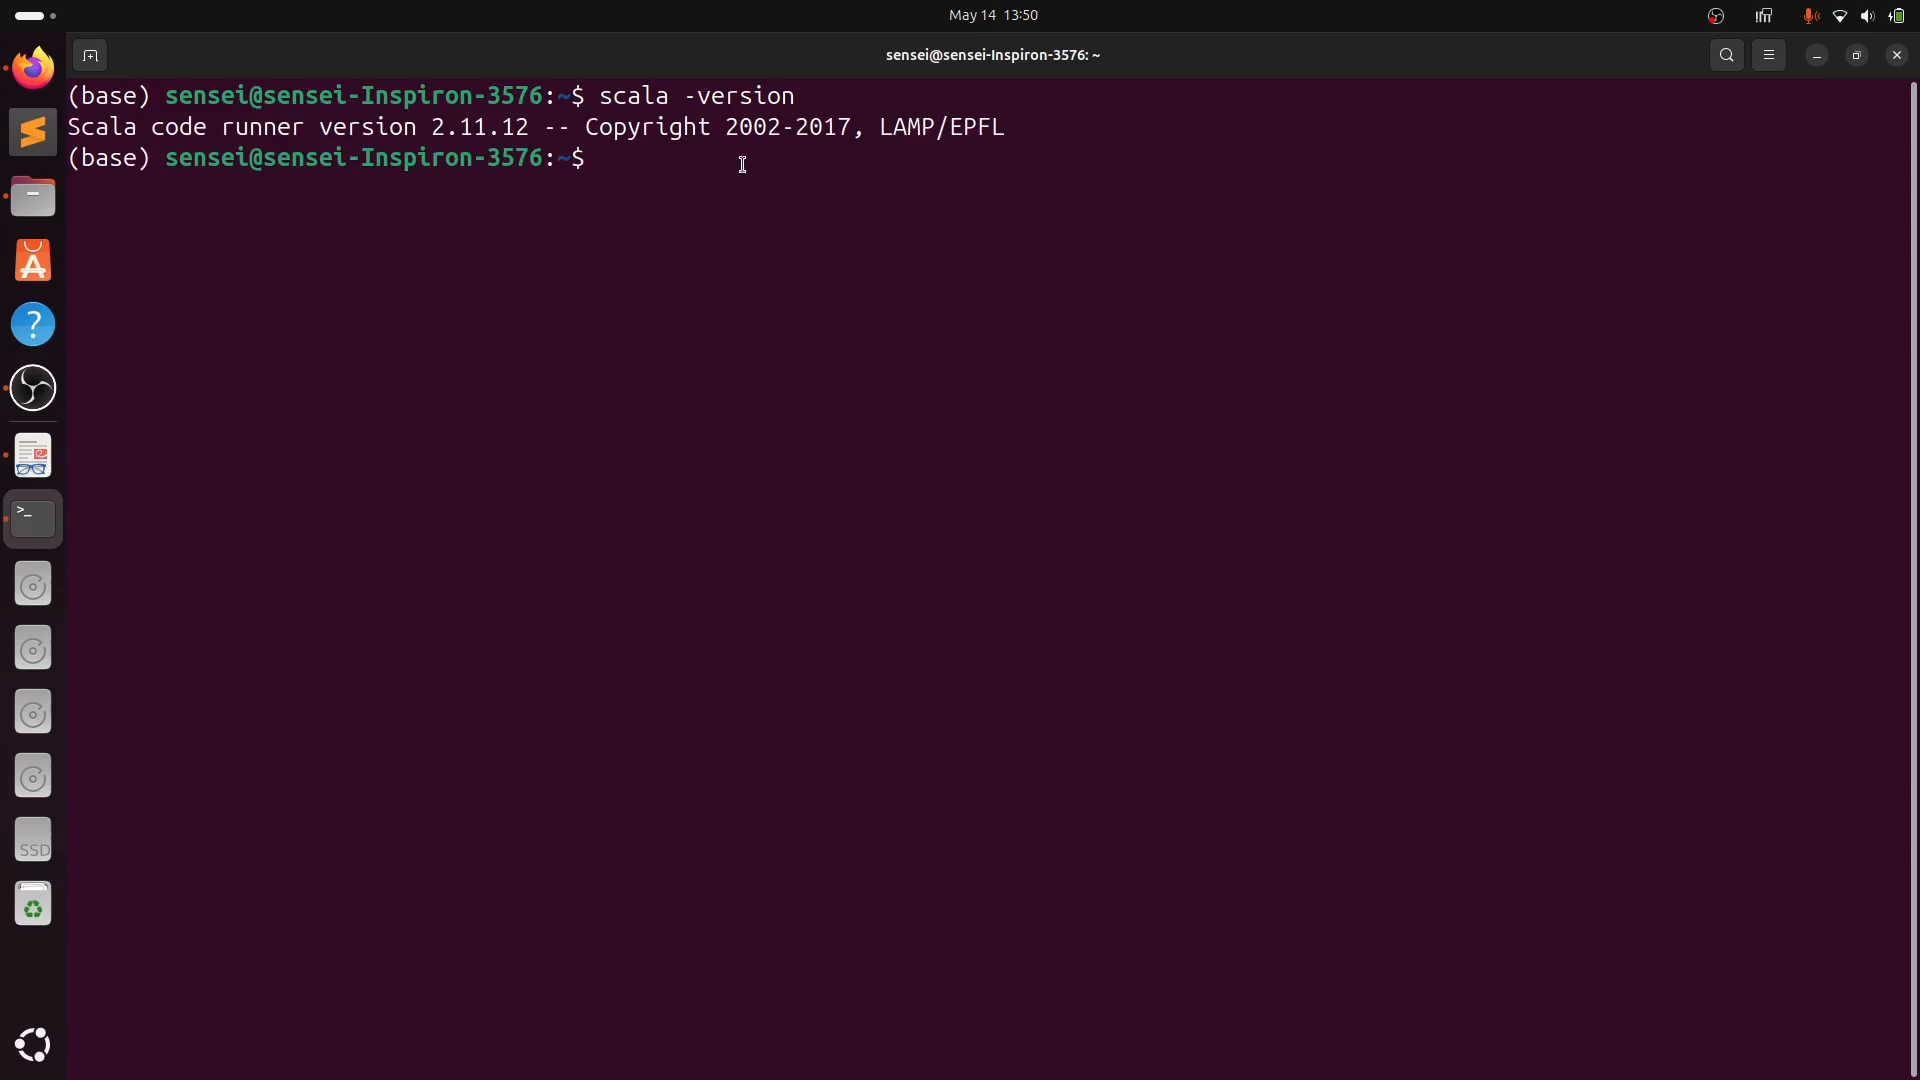 May 14 13:50
sensei@sensei-Inspiron-3576: ~
(base) sensei@sensei-Inspiron-3576:~$ scala -version
Scala code runner version 2.11.12 -- Copyright 2002-2017, LAMP/EPFL
(base) sensei@sensei-Inspiron-3576:~$
SSD